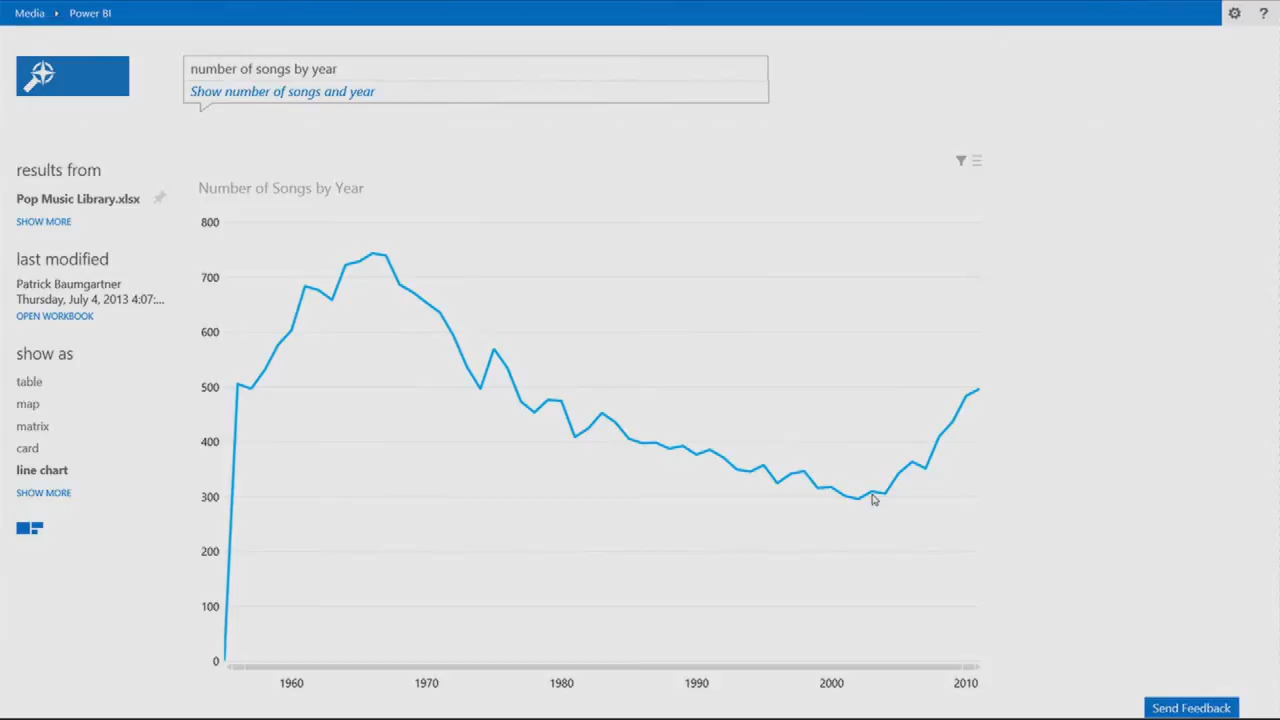 Media ▸ Power BI
?
number of songs by year
Show number of songs and year
results from
Pop Music Library.xlsx
SHOW MORE
last modified
Patrick Baumgartner
Thursday, July 4, 2013 4:07:...
OPEN WORKBOOK
show as
table
map
matrix
card
line chart
SHOW MORE
Number of Songs by Year
800
700
600
500
400
300
200
100
0
1960 1970 1980 1990 2000 2010
Send Feedback